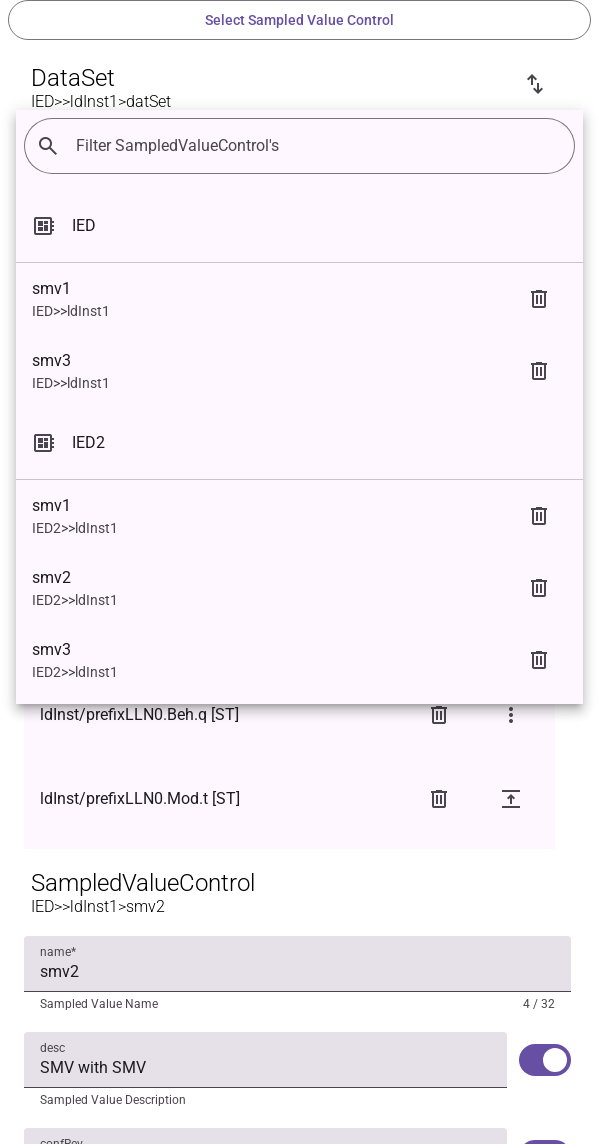 Select Sampled Value Control
DataSet
IED>>ldInst1>datSet
Filter SampledValueControl's
IED
smv1
IED>>ldInst1
smv3
IED>>ldInst1
IED2
smv1
IED2>>ldInst1
smv2
IED2>>ldInst1
smv3
IED2>>ldInst1
ldInst/prefixLLN0.Beh.q [ST]
ldInst/prefixLLN0.Mod.t [ST]
SampledValueControl
IED>>ldInst1>smv2
name*
smv2
Sampled Value Name
4 / 32
desc
SMV with SMV
Sampled Value Description
confRev